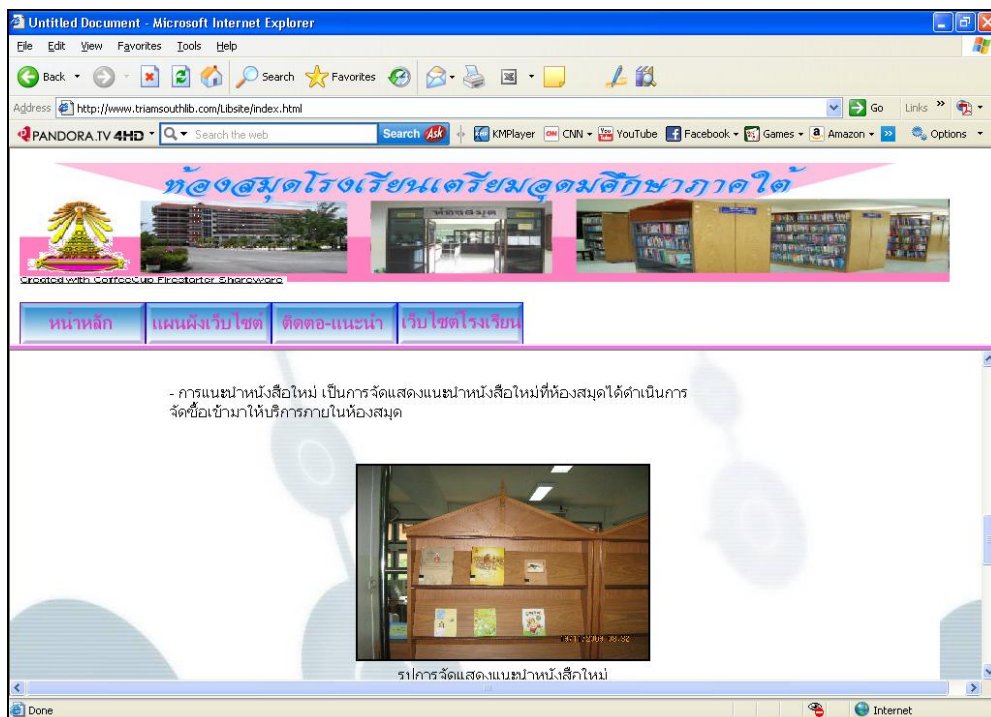 Untitled Document - Microsoft Internet Explorer
File Edit View Favorites Tools Help
Back Search Favorites
Address http://www.triamsouthlib.com/Libsite/index.html Go Links
PANDORA.TV 4HD Search the web Search Ask KMPlayer CNN YouTube Facebook Games Amazon Options
ห้องสมุดโรงเรียนเตรียมอุดมศึกษาภาคใต้
ห้องสมุด
Created with CoffeeCup Firestarter Shareware
หน้าหลัก แผนผังเว็บไซต์ ติดต่อ-แนะนำ เว็บไซต์โรงเรียน
- การแนะนำหนังสือใหม่ เป็นการจัดแสดงแนะนำหนังสือใหม่ที่ห้องสมุดได้ดำเนินการ
จัดซื้อเข้ามาให้บริการภายในห้องสมุด
รูปการจัดแสดงแนะนำหนังสือใหม่
Done Internet